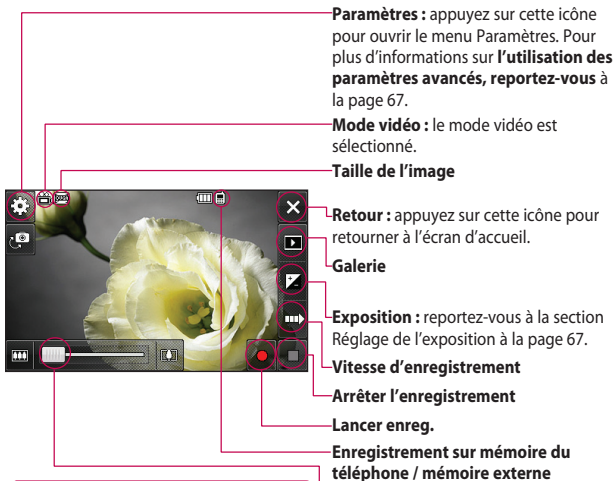 Paramètres : appuyez sur cette icône
pour ouvrir le menu Paramètres. Pour
plus d'informations sur l'utilisation des
paramètres avancés, reportez-vous à
la page 67.
Mode vidéo : le mode vidéo est
sélectionné.
Taille de l'image
Retour : appuyez sur cette icône pour
retourner à l'écran d'accueil.
Galerie
Exposition : reportez-vous à la section
Réglage de l'exposition à la page 67.
Vitesse d'enregistrement
Arrêter l'enregistrement
Lancer enreg.
Enregistrement sur mémoire du
téléphone / mémoire externe